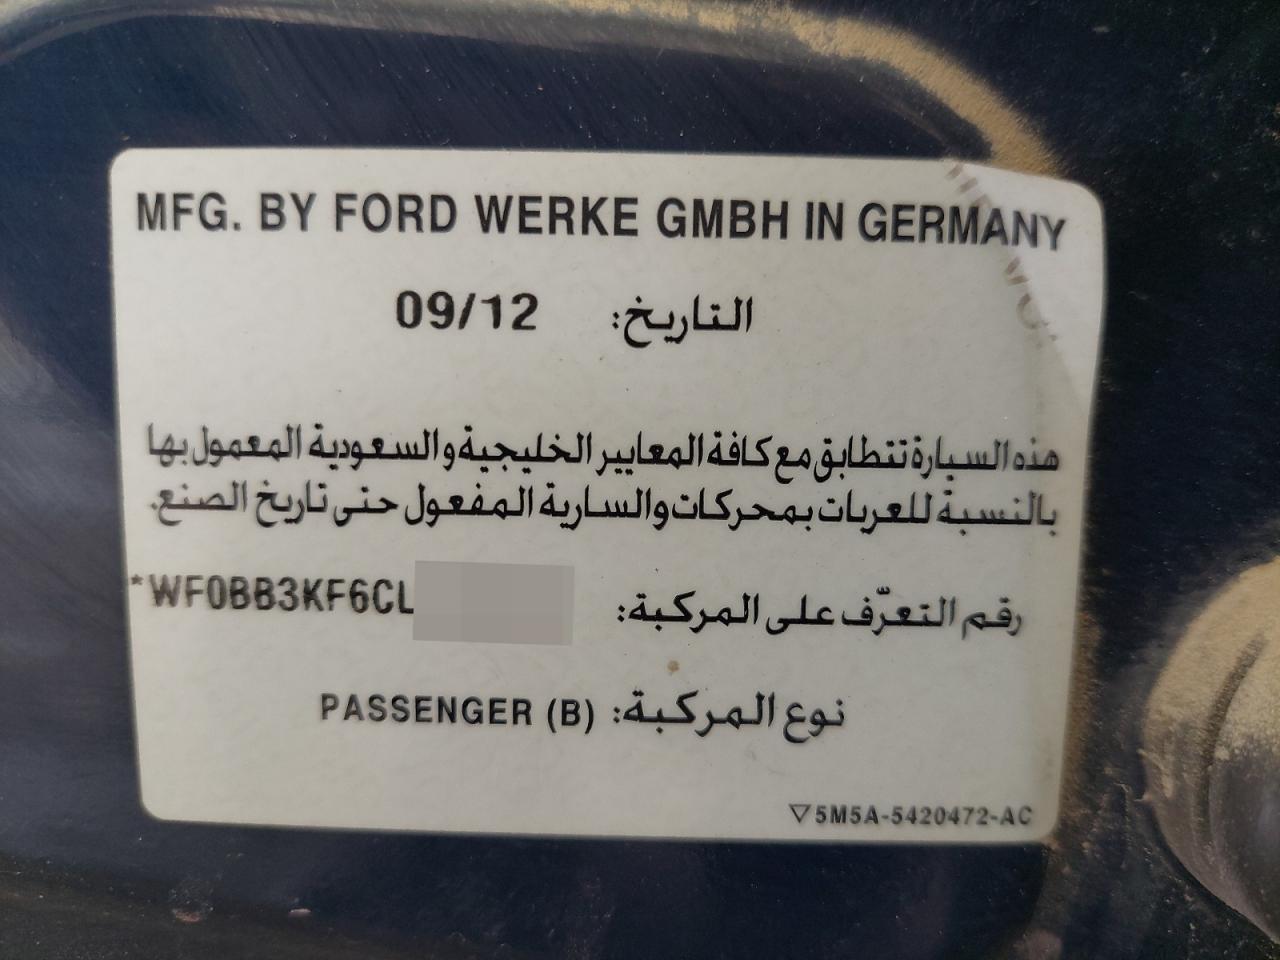 MFG. BY FORD WERKE GMBH IN GERMANY
التاريخ: 09/12
هذه السيارة تتطابق مع كافة المعايير الخليجية والسعودية المعمول بها
بالنسبة للعربات بمحركات والسارية المفعول حتى تاريخ الصنع.
رقم التعرّف على المركبة: *WF0BB3KF6CL
نوع المركبة: PASSENGER (B)
▽5M5A-5420472-AC